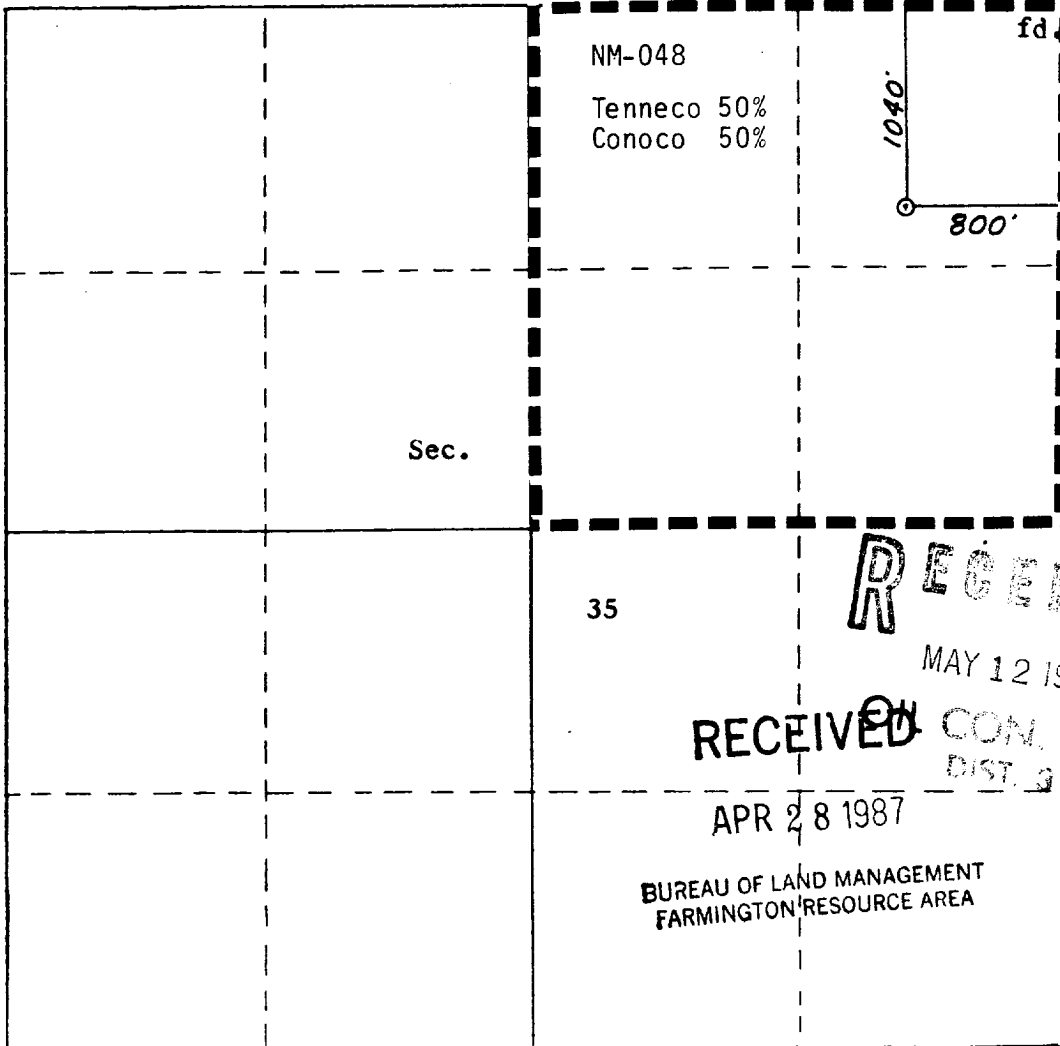 fd.
NM-048
Tenneco 50%
Conoco 50%
1040'
800'
Sec.
35
MAY 12
RECEIVED
CON.
DIST. 3
APR 28 1987
BUREAU OF LAND MANAGEMENT
FARMINGTON RESOURCE AREA